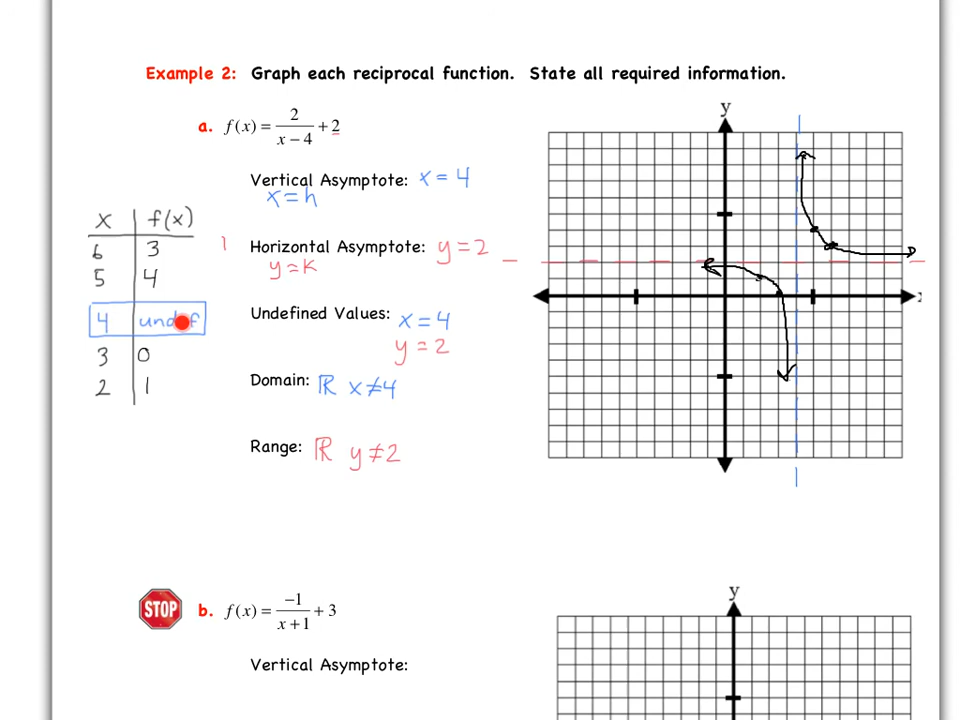 Example 2: Graph each reciprocal function. State all required information.
a. f(x) = 2/(x − 4) + 2
Vertical Asymptote: x = 4
x = h
x | f(x)
6 | 3
5 | 4
4 | undef
3 | 0
2 | 1
1
Horizontal Asymptote: y = 2
y = k
Undefined Values: x = 4
y = 2
Domain: ℝ x ≠ 4
Range: ℝ y ≠ 2
y
x
STOP
b. f(x) = −1/(x + 1) + 3
Vertical Asymptote:
y